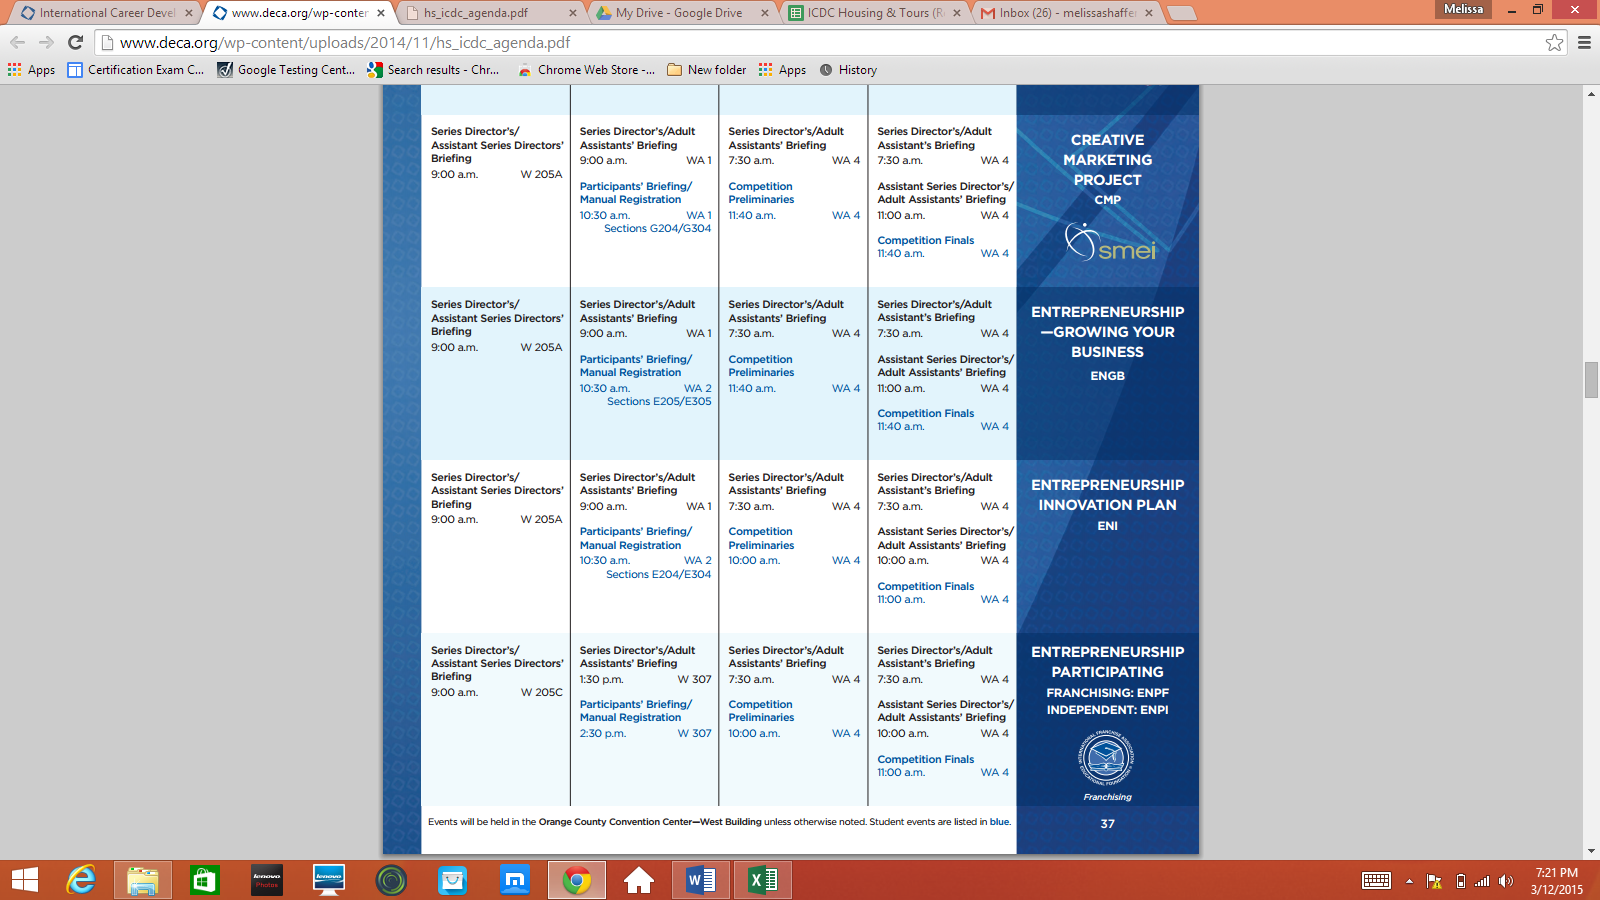 International Career Devel
www.deca.org/wp-conter
hs_icdc_agenda.pdf
My Drive - Google Drive
ICDC Housing & Tours (R
Inbox (26) - melissashaffer
Melissa
www.deca.org/wp-content/uploads/2014/11/hs_icdc_agenda.pdf
Apps
Certification Exam C...
Google Testing Cent...
Search results - Chr...
Chrome Web Store -...
New folder
Apps
History
Series Director's/
Assistant Series Directors'
Briefing
9:00 a.m. W 205A
Series Director's/Adult
Assistants' Briefing
9:00 a.m. WA 1
Participants' Briefing/
Manual Registration
10:30 a.m. WA 1
Sections G204/G304
Series Director's/Adult
Assistants' Briefing
7:30 a.m. WA 4
Competition
Preliminaries
11:40 a.m. WA 4
Series Director's/Adult
Assistant's Briefing
7:30 a.m. WA 4
Assistant Series Director's/
Adult Assistants' Briefing
11:00 a.m. WA 4
Competition Finals
11:40 a.m. WA 4
CREATIVE
MARKETING
PROJECT
CMP
smei
Series Director's/
Assistant Series Directors'
Briefing
9:00 a.m. W 205A
Series Director's/Adult
Assistants' Briefing
9:00 a.m. WA 1
Participants' Briefing/
Manual Registration
10:30 a.m. WA 2
Sections E205/E305
Series Director's/Adult
Assistants' Briefing
7:30 a.m. WA 4
Competition
Preliminaries
11:40 a.m. WA 4
Series Director's/Adult
Assistant's Briefing
7:30 a.m. WA 4
Assistant Series Director's/
Adult Assistants' Briefing
11:00 a.m. WA 4
Competition Finals
11:40 a.m. WA 4
ENTREPRENEURSHIP
—GROWING YOUR
BUSINESS
ENGB
Series Director's/
Assistant Series Directors'
Briefing
9:00 a.m. W 205A
Series Director's/Adult
Assistants' Briefing
9:00 a.m. WA 1
Participants' Briefing/
Manual Registration
10:30 a.m. WA 2
Sections E204/E304
Series Director's/Adult
Assistants' Briefing
7:30 a.m. WA 4
Competition
Preliminaries
10:00 a.m. WA 4
Series Director's/Adult
Assistant's Briefing
7:30 a.m. WA 4
Assistant Series Director's/
Adult Assistants' Briefing
10:00 a.m. WA 4
Competition Finals
11:00 a.m. WA 4
ENTREPRENEURSHIP
INNOVATION PLAN
ENI
Series Director's/
Assistant Series Directors'
Briefing
9:00 a.m. W 205C
Series Director's/Adult
Assistants' Briefing
1:30 p.m. W 307
Participants' Briefing/
Manual Registration
2:30 p.m. W 307
Series Director's/Adult
Assistants' Briefing
7:30 a.m. WA 4
Competition
Preliminaries
10:00 a.m. WA 4
Series Director's/Adult
Assistant's Briefing
7:30 a.m. WA 4
Assistant Series Director's/
Adult Assistants' Briefing
10:00 a.m. WA 4
Competition Finals
11:00 a.m. WA 4
ENTREPRENEURSHIP
PARTICIPATING
FRANCHISING: ENPF
INDEPENDENT: ENPI
INTERNATIONAL FRANCHISE ASSOCIATION
EDUCATIONAL FOUNDATION
Franchising
Events will be held in the Orange County Convention Center—West Building unless otherwise noted. Student events are listed in blue.
37
lenovo
Photos
lenovo
7:21 PM
3/12/2015